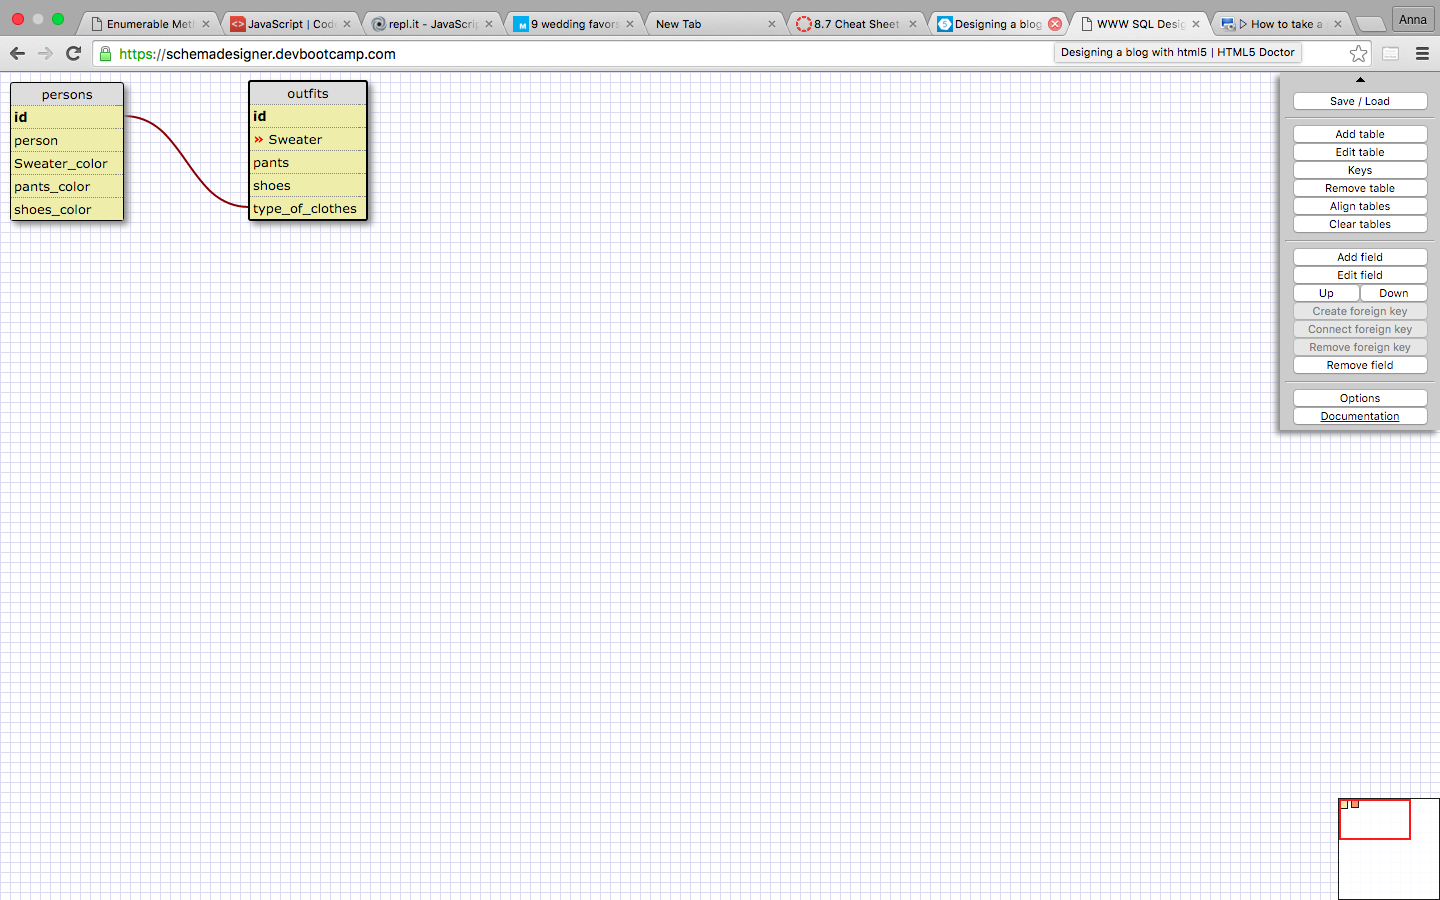 Enumerable Met
JavaScript | Code
repl.it - JavaScri
9 wedding favors
New Tab
8.7 Cheat Sheet
Designing a blog
WWW SQL Desig
How to take a
Anna
https://schemadesigner.devbootcamp.com
Designing a blog with html5 | HTML5 Doctor
persons
id
person
Sweater_color
pants_color
shoes_color
outfits
id
» Sweater
pants
shoes
type_of_clothes
Save / Load
Add table
Edit table
Keys
Remove table
Align tables
Clear tables
Add field
Edit field
Up
Down
Create foreign key
Connect foreign key
Remove foreign key
Remove field
Options
Documentation